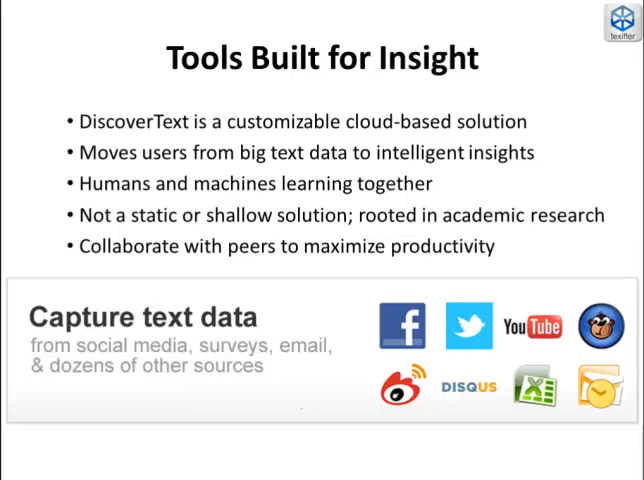 texifter
Tools Built for Insight
• DiscoverText is a customizable cloud-based solution
• Moves users from big text data to intelligent insights
• Humans and machines learning together
• Not a static or shallow solution; rooted in academic research
• Collaborate with peers to maximize productivity
Capture text data
from social media, surveys, email,
& dozens of other sources
f
YouTube
DISQUS
X